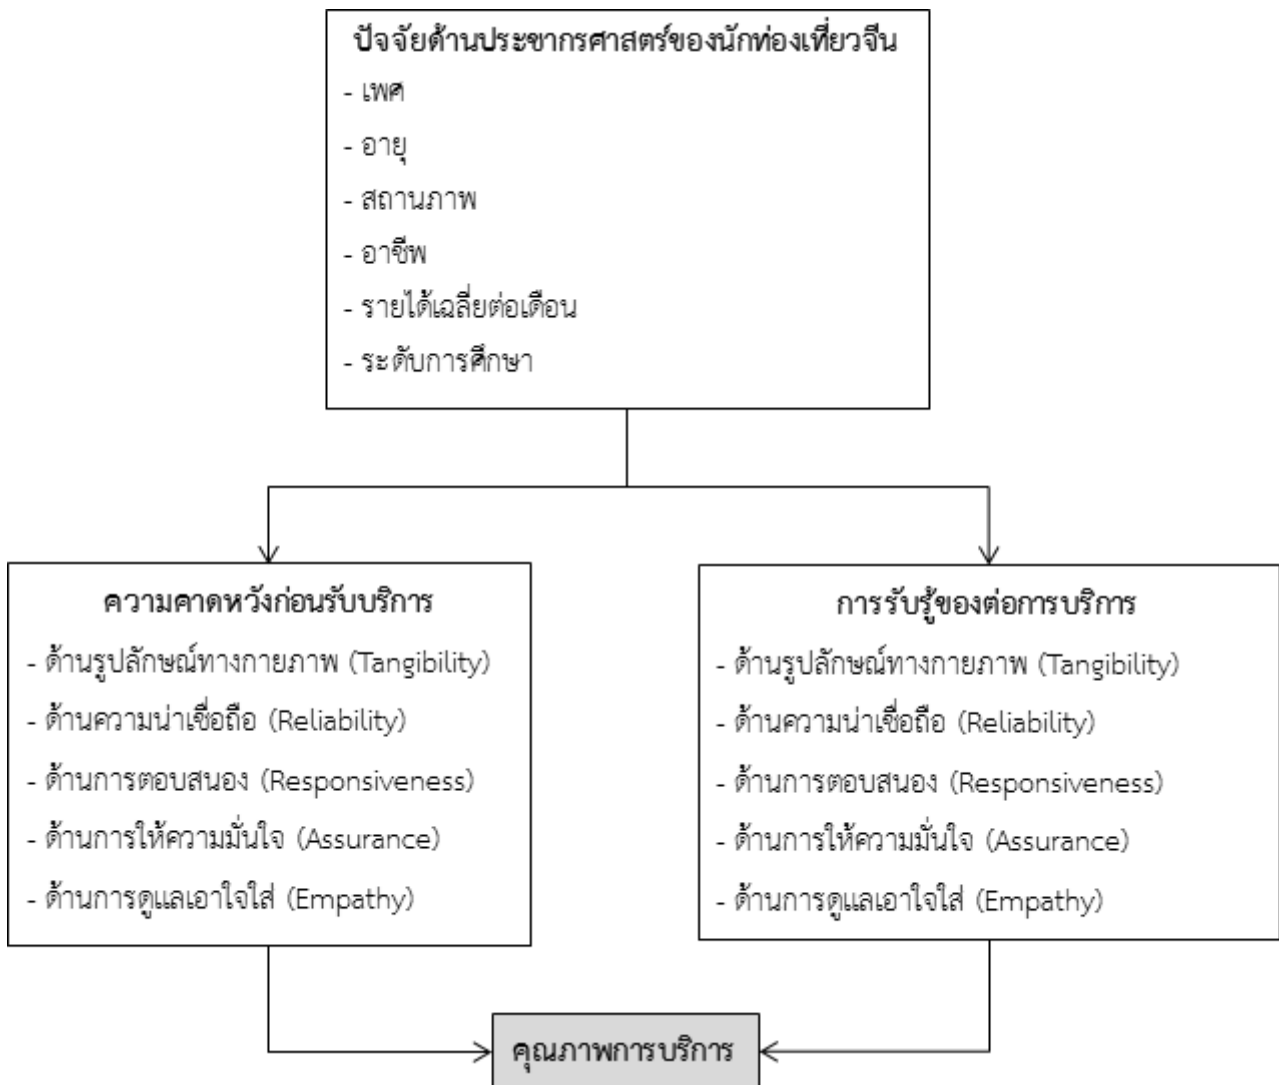 ปัจจัยด้านประชากรศาสตร์ของนักท่องเที่ยวจีน
- เพศ
- อายุ
- สถานภาพ
- อาชีพ
- รายได้เฉลี่ยต่อเดือน
- ระดับการศึกษา
ความคาดหวังก่อนรับบริการ
- ด้านรูปลักษณ์ทางกายภาพ (Tangibility)
- ด้านความน่าเชื่อถือ (Reliability)
- ด้านการตอบสนอง (Responsiveness)
- ด้านการให้ความมั่นใจ (Assurance)
- ด้านการดูแลเอาใจใส่ (Empathy)
การรับรู้ของต่อการบริการ
- ด้านรูปลักษณ์ทางกายภาพ (Tangibility)
- ด้านความน่าเชื่อถือ (Reliability)
- ด้านการตอบสนอง (Responsiveness)
- ด้านการให้ความมั่นใจ (Assurance)
- ด้านการดูแลเอาใจใส่ (Empathy)
คุณภาพการบริการ